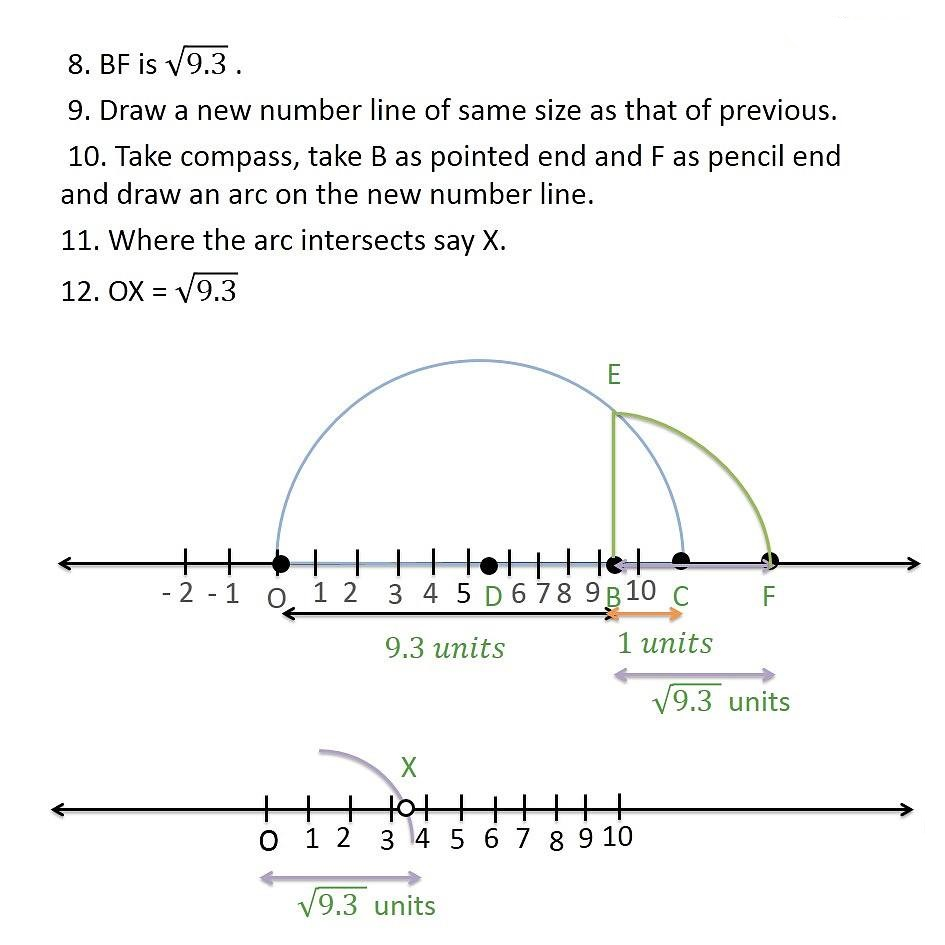 8. BF is √9.3 .
9. Draw a new number line of same size as that of previous.
10. Take compass, take B as pointed end and F as pencil end
and draw an arc on the new number line.
11. Where the arc intersects say X.
12. OX = √9.3
E
- 2 - 1 O 1 2 3 4 5 D 6 7 8 9 B 10 C F
9.3 units 1 units
√9.3 units
X
O 1 2 3 4 5 6 7 8 9 10
√9.3 units